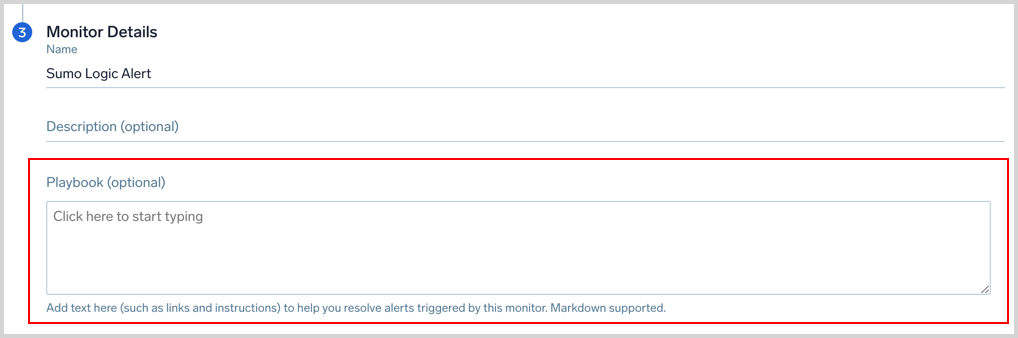 3
Monitor Details
Name
Sumo Logic Alert
Description (optional)
Playbook (optional)
Click here to start typing
Add text here (such as links and instructions) to help you resolve alerts triggered by this monitor. Markdown supported.